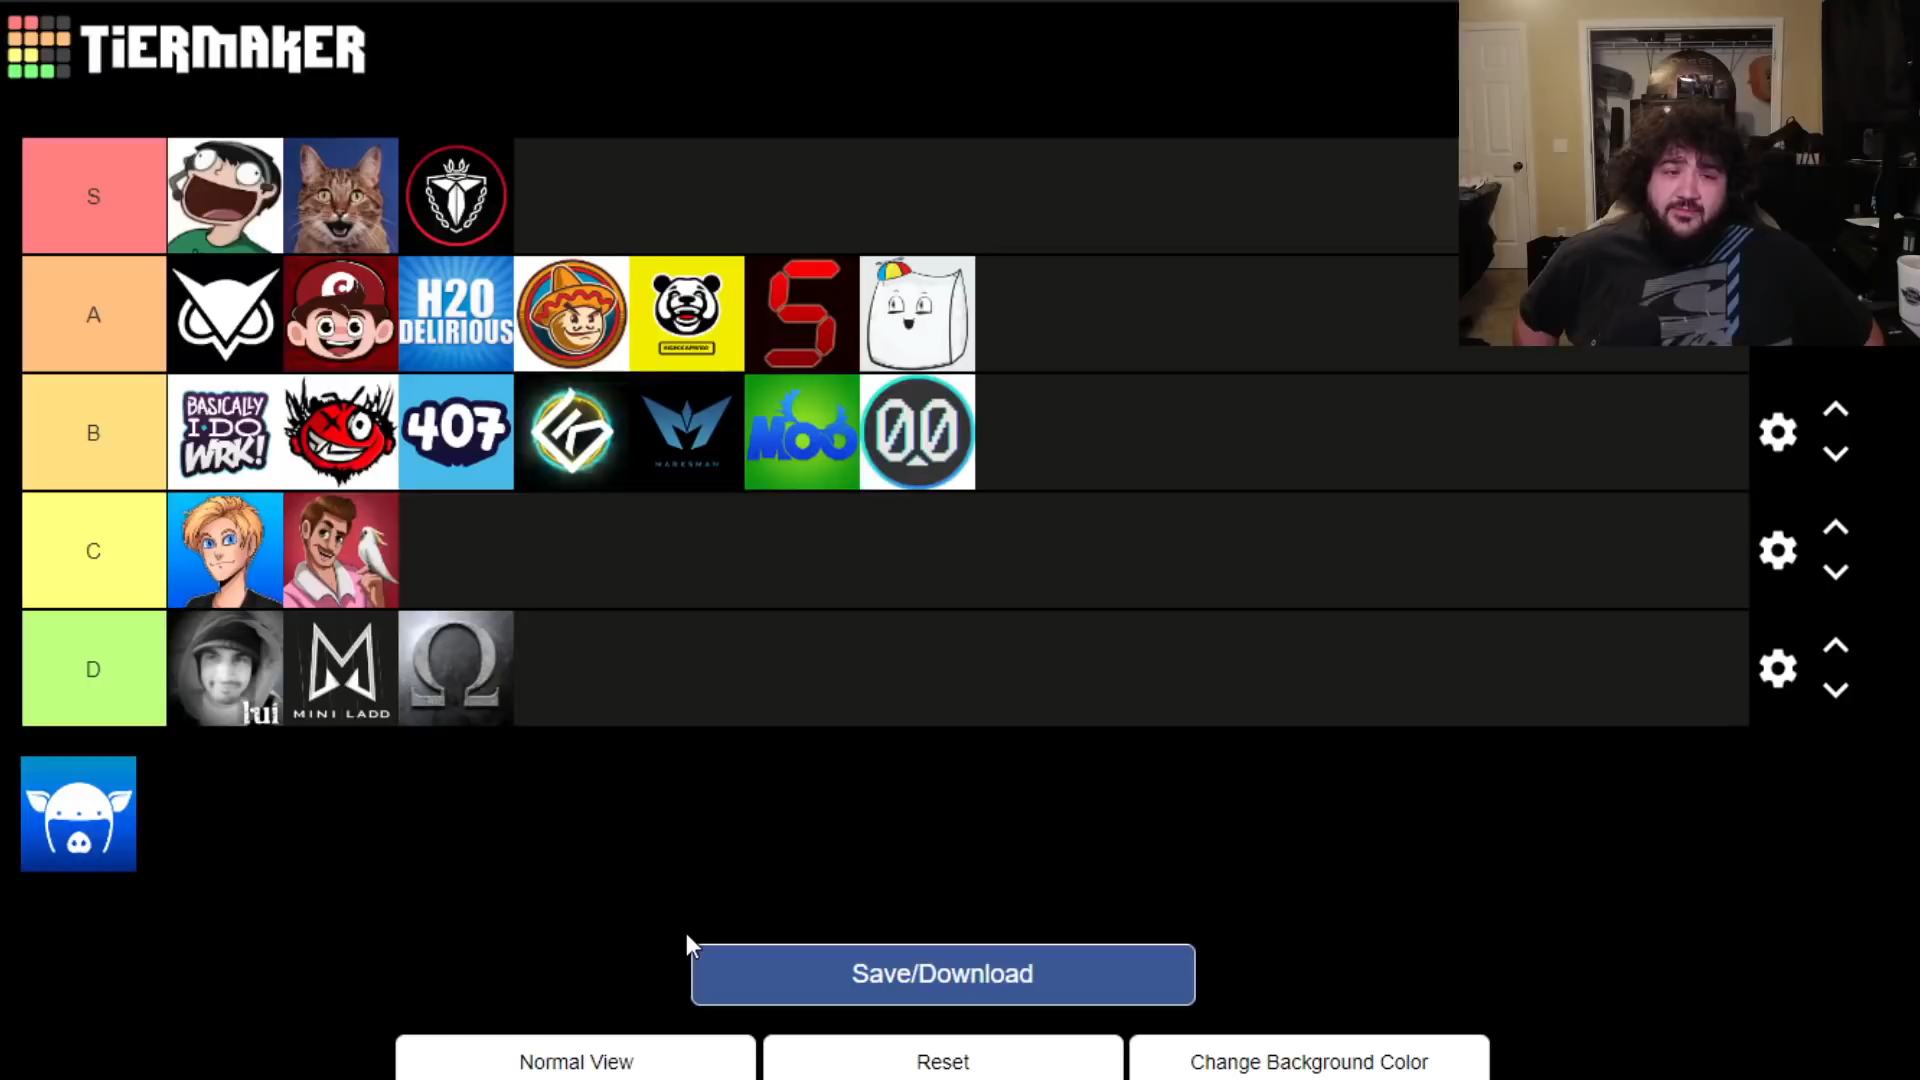 TiERMAKER
S
A
H2O
DELIRIOUS
S
B
BASICALLY
I DO
WRK!
407
MARKSMAN
MOO
C
D
lui
MINI LADD
Save/Download
Normal View
Reset
Change Background Color